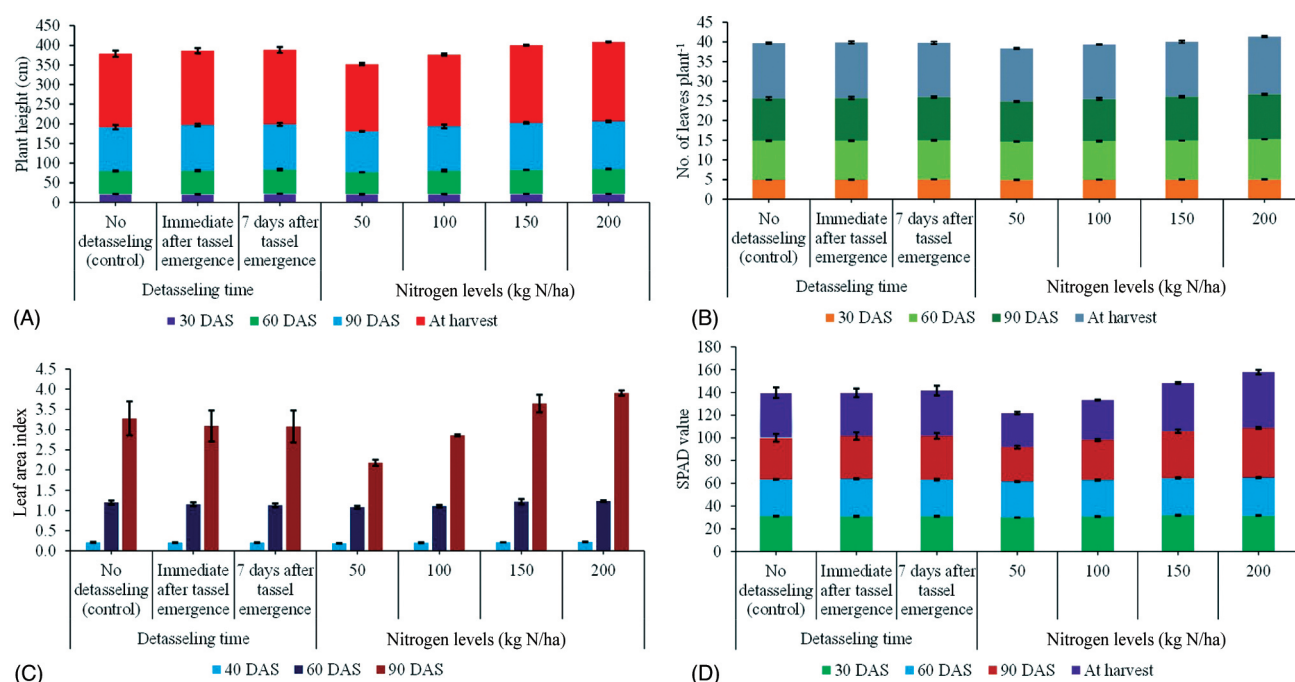 450
400
350
300
250
200
150
100
50
0
Plant height (cm)
No detasseling (control)
Immediate after tassel emergence
7 days after tassel emergence
50
100
150
200
Detasseling time
Nitrogen levels (kg N/ha)
(A)
30 DAS
60 DAS
90 DAS
At harvest
45
40
35
30
25
20
15
10
5
0
No. of leaves plant⁻¹
No detasseling (control)
Immediate after tassel emergence
7 days after tassel emergence
50
100
150
200
Detasseling time
Nitrogen levels (kg N/ha)
(B)
30 DAS
60 DAS
90 DAS
At harvest
4.5
4.0
3.5
3.0
2.5
2.0
1.5
1.0
0.5
0.0
Leaf area index
No detasseling (control)
Immediate after tassel emergence
7 days after tassel emergence
50
100
150
200
Detasseling time
Nitrogen levels (kg N/ha)
(C)
40 DAS
60 DAS
90 DAS
180
160
140
120
100
80
60
40
20
0
SPAD value
No detasseling (control)
Immediate after tassel emergence
7 days after tassel emergence
50
100
150
200
Detasseling time
Nitrogen levels (kg N/ha)
(D)
30 DAS
60 DAS
90 DAS
At harvest